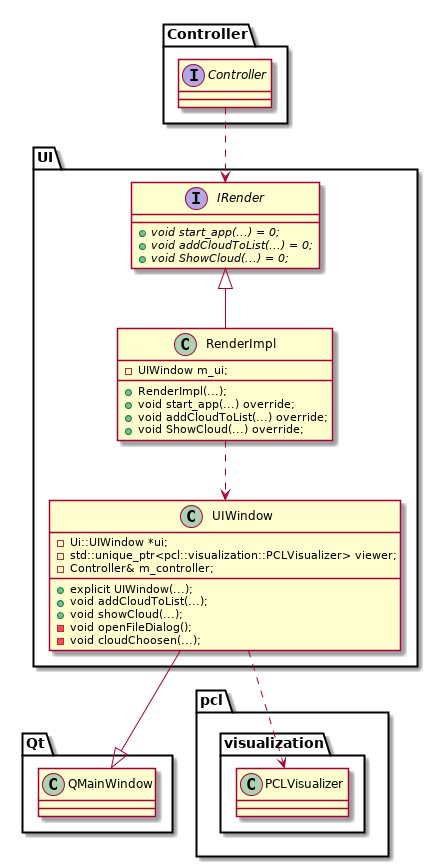 Controller
I Controller
UI
I IRender
void start_app(...) = 0;
void addCloudToList(...) = 0;
void ShowCloud(...) = 0;
C RenderImpl
UIWindow m_ui;
RenderImpl(...);
void start_app(...) override;
void addCloudToList(...) override;
void ShowCloud(...) override;
C UIWindow
Ui::UIWindow *ui;
std::unique_ptr<pcl::visualization::PCLVisualizer> viewer;
Controller& m_controller;
explicit UIWindow(...);
void addCloudToList(...);
void showCloud(...);
void openFileDialog();
void cloudChoosen(...);
pcl
Qt
visualization
C QMainWindow
C PCLVisualizer